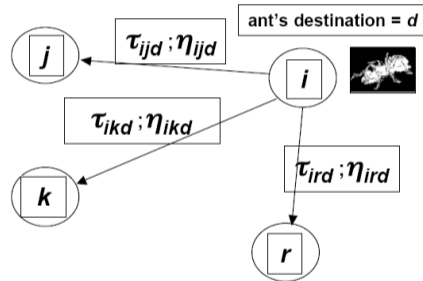 ant's destination = d
τijd ; ηijd
j
i
τikd ; ηikd
τird ; ηird
k
r